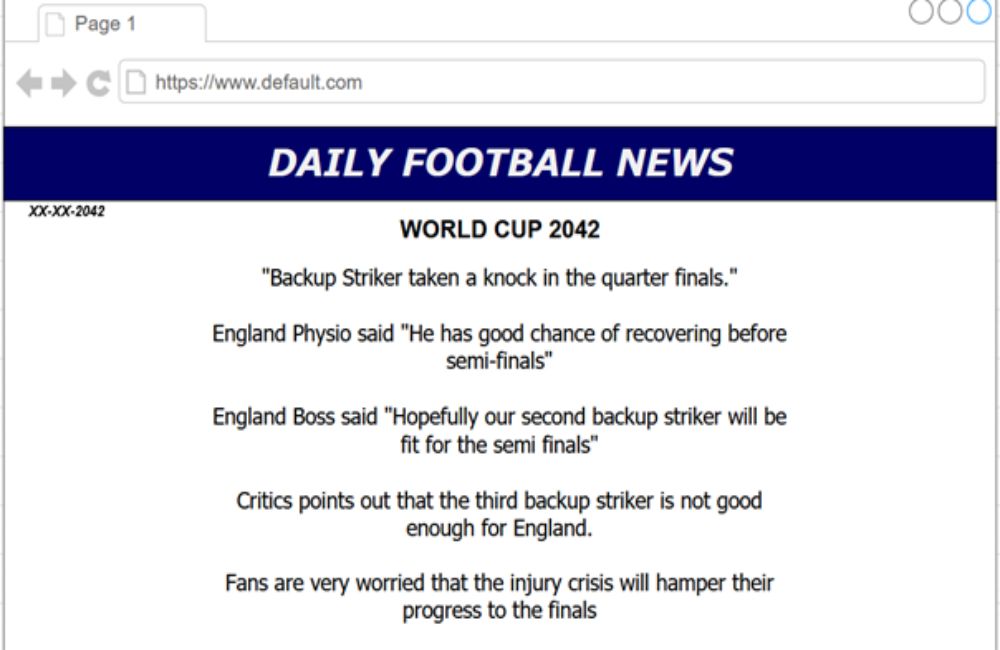 Page 1
https://www.default.com
DAILY FOOTBALL NEWS
XX-XX-2042
WORLD CUP 2042
"Backup Striker taken a knock in the quarter finals."
England Physio said "He has good chance of recovering before
semi-finals"
England Boss said "Hopefully our second backup striker will be
fit for the semi finals"
Critics points out that the third backup striker is not good
enough for England.
Fans are very worried that the injury crisis will hamper their
progress to the finals